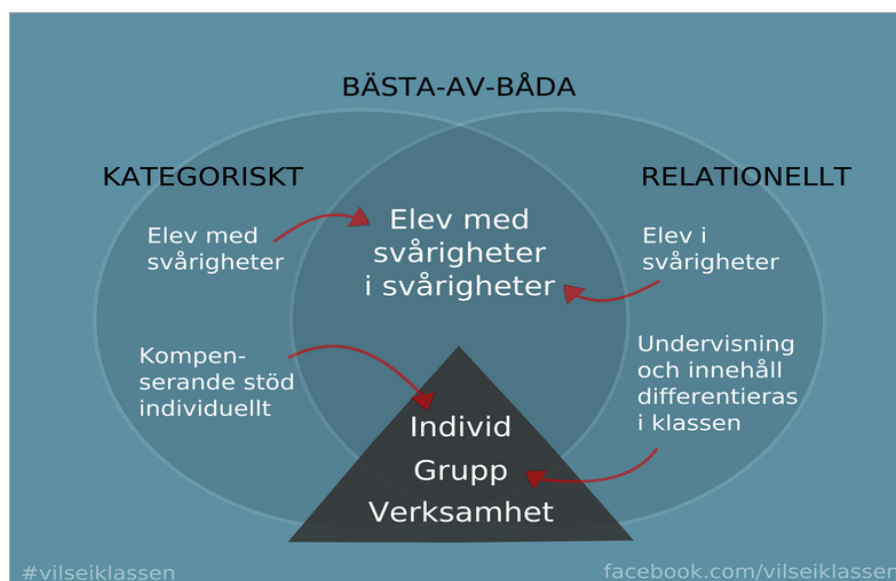 BÄSTA-AV-BÅDA
KATEGORISKT
Elev med
svårigheter
Kompen-
serande stöd
individuellt
Elev med
svårigheter
i svårigheter
RELATIONELLT
Elev i
svårigheter
Undervisning
och innehåll
differentieras
i klassen
Individ
Grupp
Verksamhet
#vilseiklassen
facebook.com/vilseiklassen